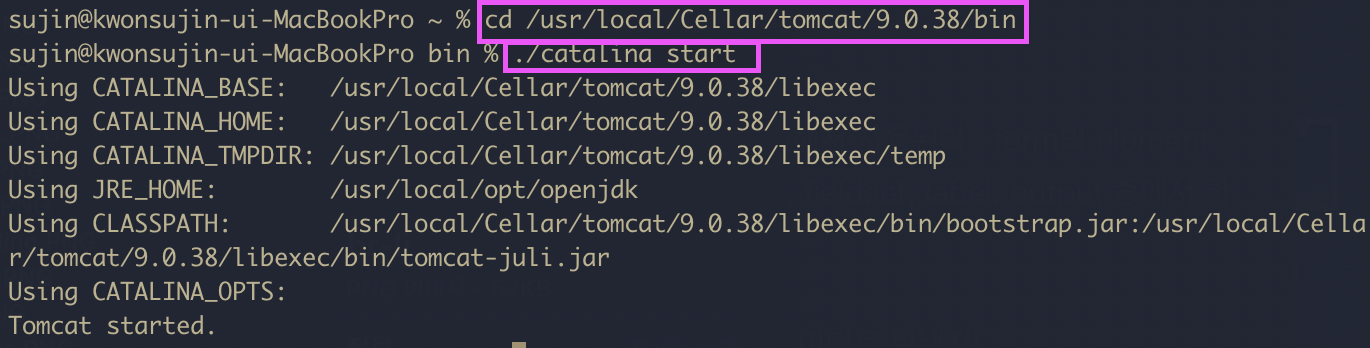 sujin@kwonsujin-ui-MacBookPro ~ % cd /usr/local/Cellar/tomcat/9.0.38/bin
sujin@kwonsujin-ui-MacBookPro bin % ./catalina start
Using CATALINA_BASE:   /usr/local/Cellar/tomcat/9.0.38/libexec
Using CATALINA_HOME:   /usr/local/Cellar/tomcat/9.0.38/libexec
Using CATALINA_TMPDIR: /usr/local/Cellar/tomcat/9.0.38/libexec/temp
Using JRE_HOME:        /usr/local/opt/openjdk
Using CLASSPATH:       /usr/local/Cellar/tomcat/9.0.38/libexec/bin/bootstrap.jar:/usr/local/Cella
r/tomcat/9.0.38/libexec/bin/tomcat-juli.jar
Using CATALINA_OPTS:
Tomcat started.